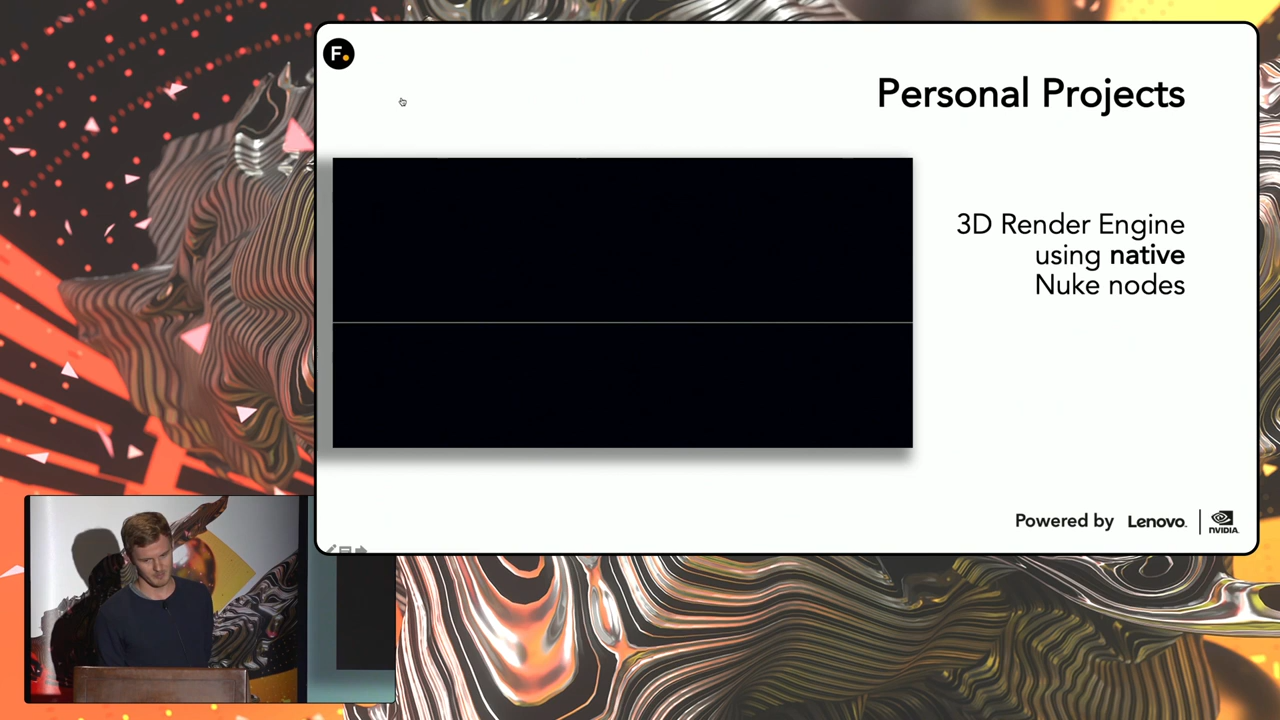 F.
Personal Projects
3D Render Engine
using native
Nuke nodes
Powered by Lenovo. NVIDIA